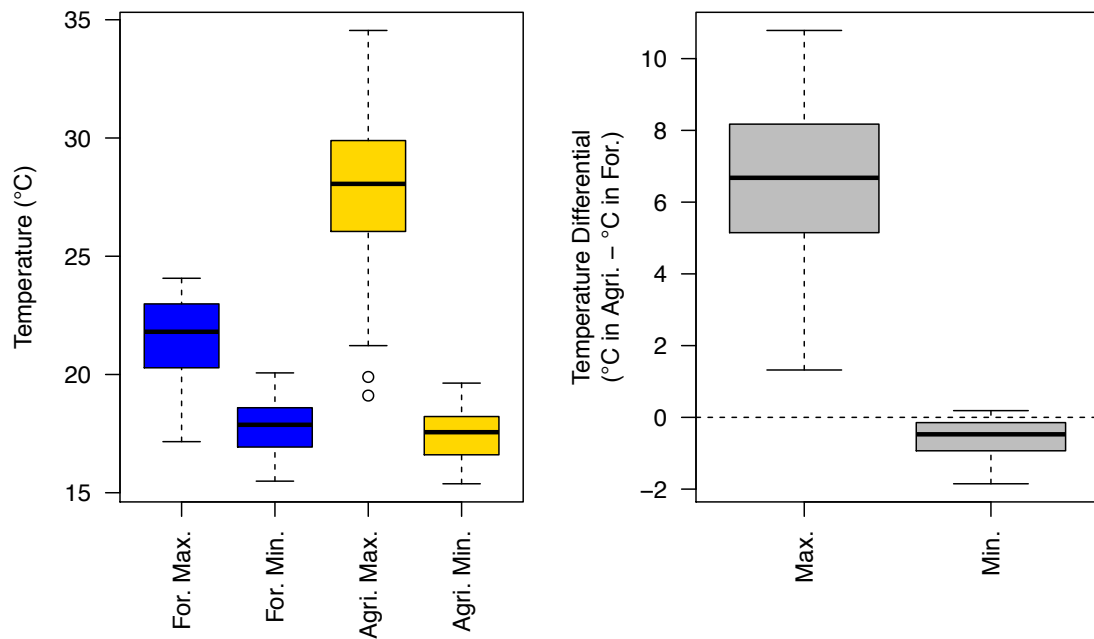 35
30
25
20
15
Temperature (°C)
For. Max.
For. Min.
Agri. Max.
Agri. Min.
10
8
6
4
2
0
−2
Temperature Differential
(°C in Agri. − °C in For.)
Max.
Min.